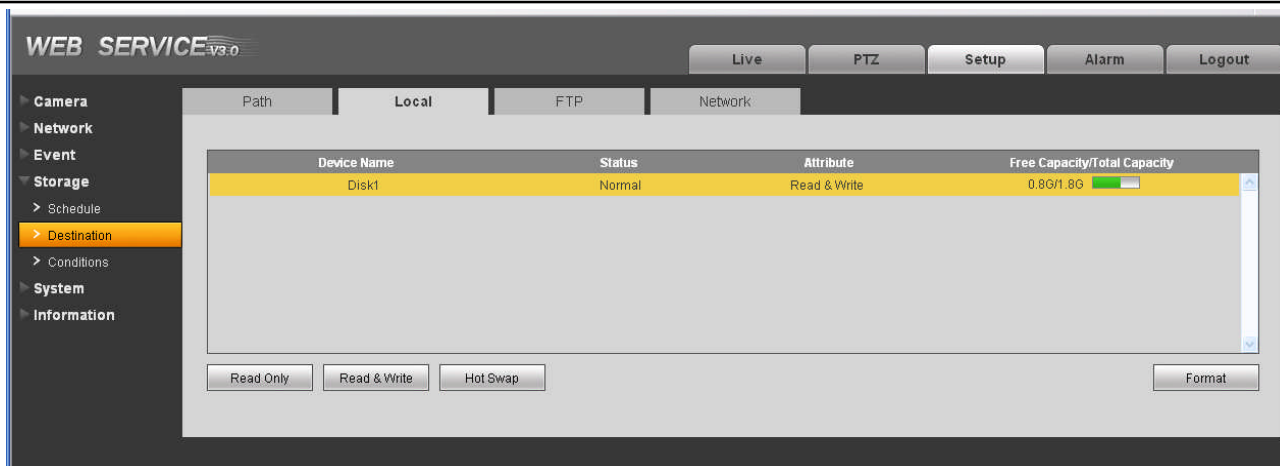 WEB SERVICE V3.0
Live PTZ Setup Alarm Logout
Camera
Network
Event
Storage
> Schedule
> Destination
> Conditions
System
Information
Path Local FTP Network
Device Name Status Attribute Free Capacity/Total Capacity
Disk1 Normal Read & Write 0.8G/1.8G
Read Only Read & Write Hot Swap Format